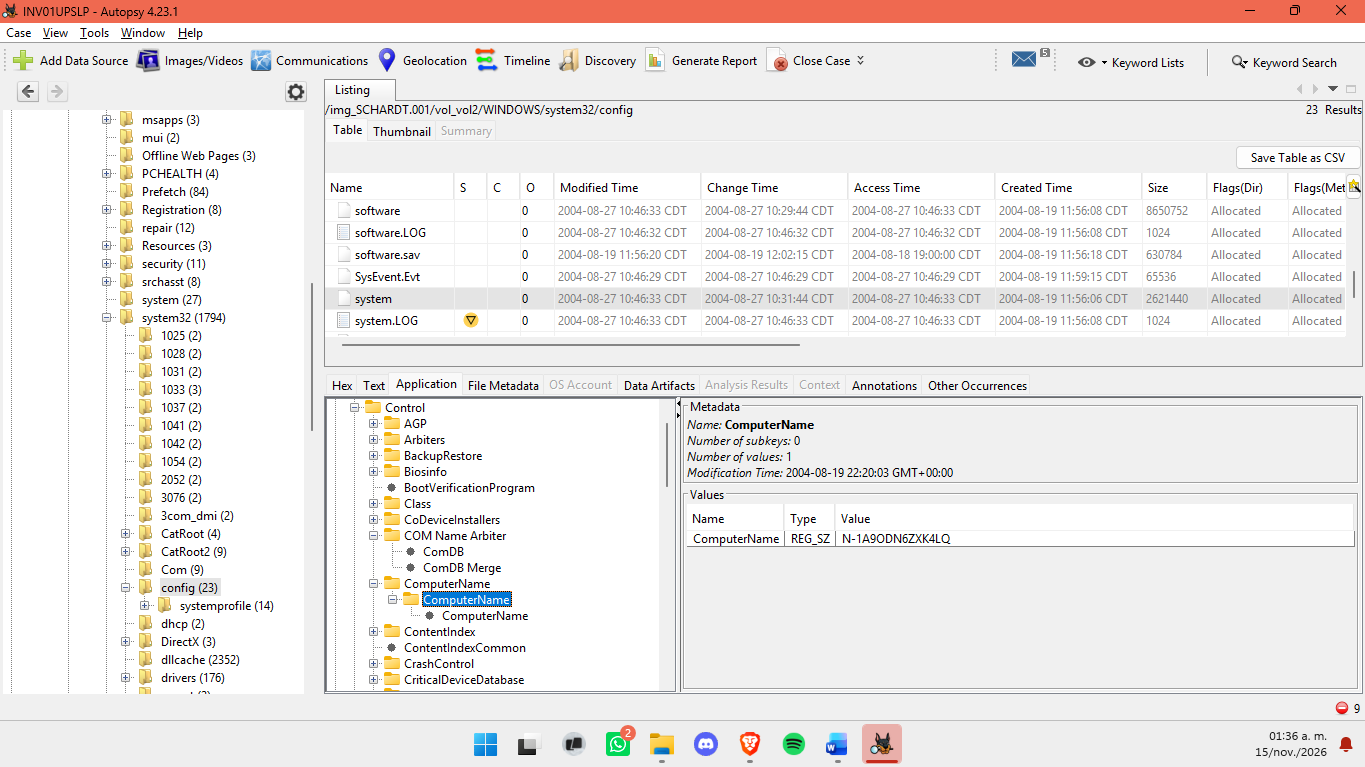 INV01UPSLP - Autopsy 4.23.1
Case View Tools Window Help
Add Data Source Images/Videos Communications Geolocation Timeline Discovery Generate Report Close Case 5 Keyword Lists Keyword Search
Listing
/img_SCHARDT.001/vol_vol2/WINDOWS/system32/config 23 Results
Table Thumbnail Summary
Save Table as CSV
Name S C O Modified Time Change Time Access Time Created Time Size Flags(Dir) Flags(Met
software 0 2004-08-27 10:46:33 CDT 2004-08-27 10:29:44 CDT 2004-08-27 10:46:33 CDT 2004-08-19 11:56:08 CDT 8650752 Allocated Allocated
software.LOG 0 2004-08-27 10:46:32 CDT 2004-08-27 10:46:32 CDT 2004-08-27 10:46:32 CDT 2004-08-19 11:56:08 CDT 1024 Allocated Allocated
software.sav 0 2004-08-19 11:56:20 CDT 2004-08-19 12:02:15 CDT 2004-08-18 19:00:00 CDT 2004-08-19 11:56:18 CDT 630784 Allocated Allocated
SysEvent.Evt 0 2004-08-27 10:46:29 CDT 2004-08-27 10:46:29 CDT 2004-08-27 10:46:29 CDT 2004-08-19 11:59:15 CDT 65536 Allocated Allocated
system 0 2004-08-27 10:46:33 CDT 2004-08-27 10:31:44 CDT 2004-08-27 10:46:33 CDT 2004-08-19 11:56:06 CDT 2621440 Allocated Allocated
system.LOG 0 2004-08-27 10:46:33 CDT 2004-08-27 10:46:33 CDT 2004-08-27 10:46:33 CDT 2004-08-19 11:56:08 CDT 1024 Allocated Allocated
msapps (3)
mui (2)
Offline Web Pages (3)
PCHEALTH (4)
Prefetch (84)
Registration (8)
repair (12)
Resources (3)
security (11)
srchasst (8)
system (27)
system32 (1794)
1025 (2)
1028 (2)
1031 (2)
1033 (3)
1037 (2)
1041 (2)
1042 (2)
1054 (2)
2052 (2)
3076 (2)
3com_dmi (2)
CatRoot (4)
CatRoot2 (9)
Com (9)
config (23)
systemprofile (14)
dhcp (2)
DirectX (3)
dllcache (2352)
drivers (176)
Hex Text Application File Metadata OS Account Data Artifacts Analysis Results Context Annotations Other Occurrences
Control
AGP
Arbiters
BackupRestore
Biosinfo
BootVerificationProgram
Class
CoDeviceInstallers
COM Name Arbiter
ComDB
ComDB Merge
ComputerName
ComputerName
ComputerName
ContentIndex
ContentIndexCommon
CrashControl
CriticalDeviceDatabase
Metadata
Name: ComputerName
Number of subkeys: 0
Number of values: 1
Modification Time: 2004-08-19 22:20:03 GMT+00:00
Values
Name Type Value
ComputerName REG_SZ N-1A9ODN6ZXK4LQ
9
2
01:36 a. m.
15/nov./2026